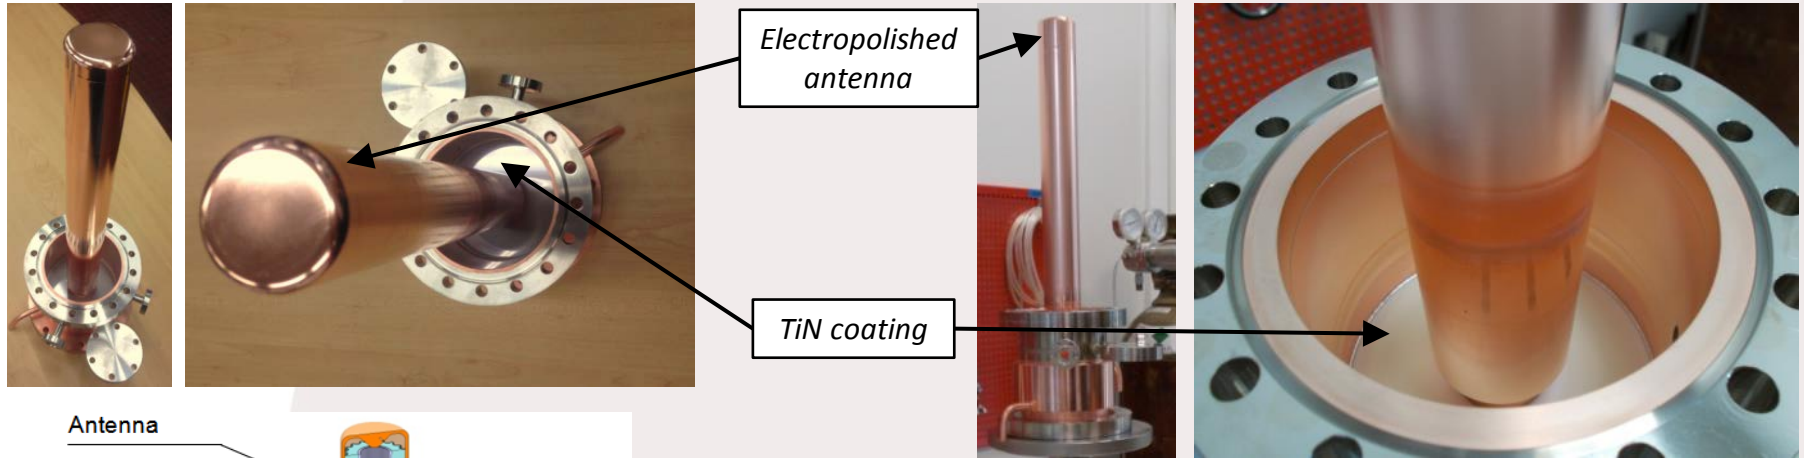 Electropolished
antenna
TiN coating
Antenna